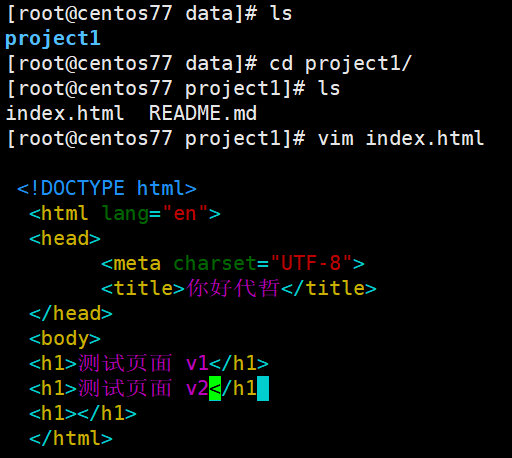 [root@centos77 data]# ls
project1
[root@centos77 data]# cd project1/
[root@centos77 project1]# ls
index.html  README.md
[root@centos77 project1]# vim index.html
<!DOCTYPE html>
<html lang="en">
<head>
<meta charset="UTF-8">
<title>你好代哲</title>
</head>
<body>
<h1>测试页面 v1</h1>
<h1>测试页面 v2</h1
<h1></h1>
</html>